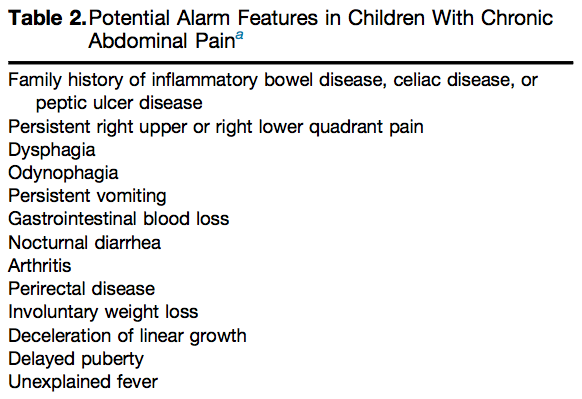 Table 2. Potential Alarm Features in Children With Chronic
Abdominal Pain^a
Family history of inflammatory bowel disease, celiac disease, or
peptic ulcer disease
Persistent right upper or right lower quadrant pain
Dysphagia
Odynophagia
Persistent vomiting
Gastrointestinal blood loss
Nocturnal diarrhea
Arthritis
Perirectal disease
Involuntary weight loss
Deceleration of linear growth
Delayed puberty
Unexplained fever